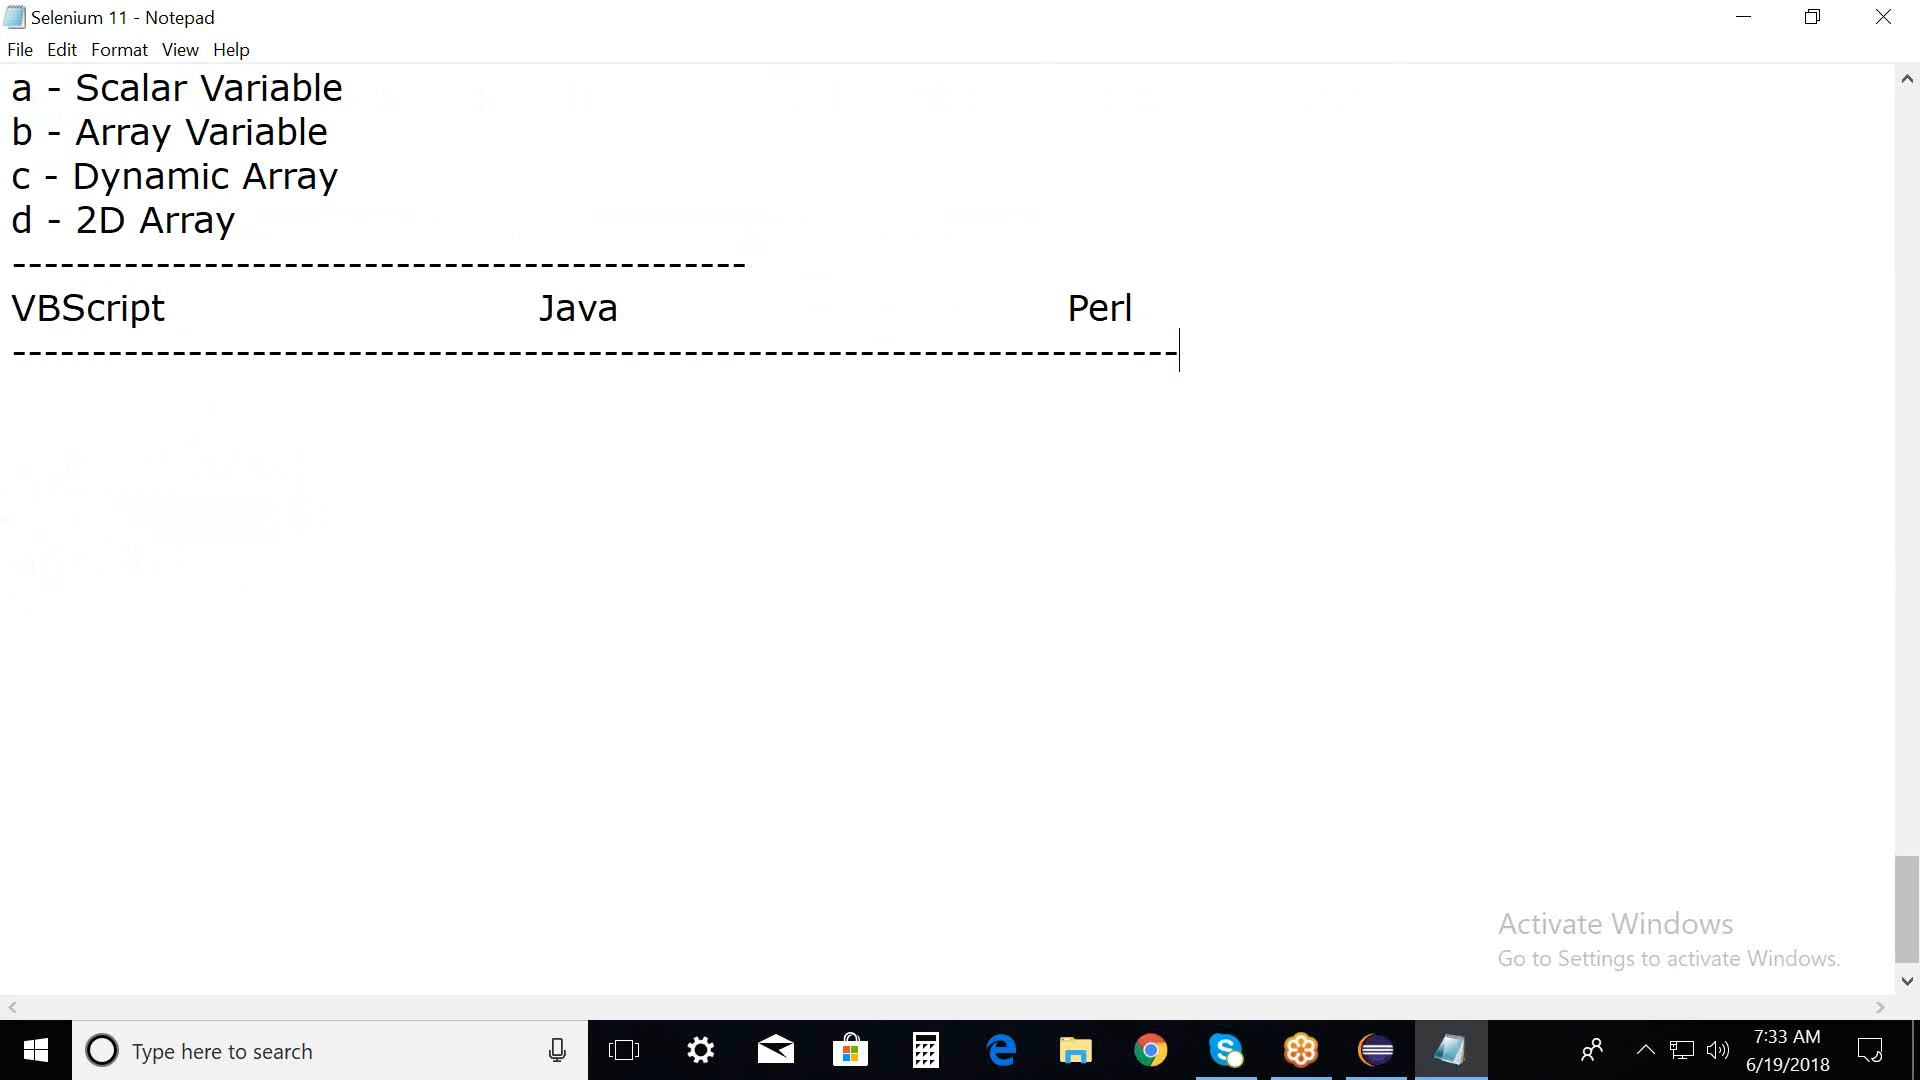 Selenium 11 - Notepad
File Edit Format View Help
a - Scalar Variable
b - Array Variable
c - Dynamic Array
d - 2D Array
----------------------------------------------
VBScript Java Perl
-------------------------------------------------------------------------
Activate Windows
Go to Settings to activate Windows.
Type here to search
7:33 AM
6/19/2018